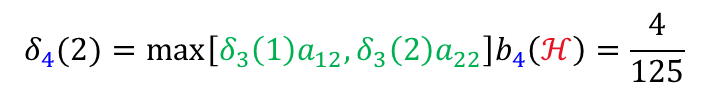 δ₄(2) = max[δ₃(1)a₁₂, δ₃(2)a₂₂]b₄(ℋ) = 4/125